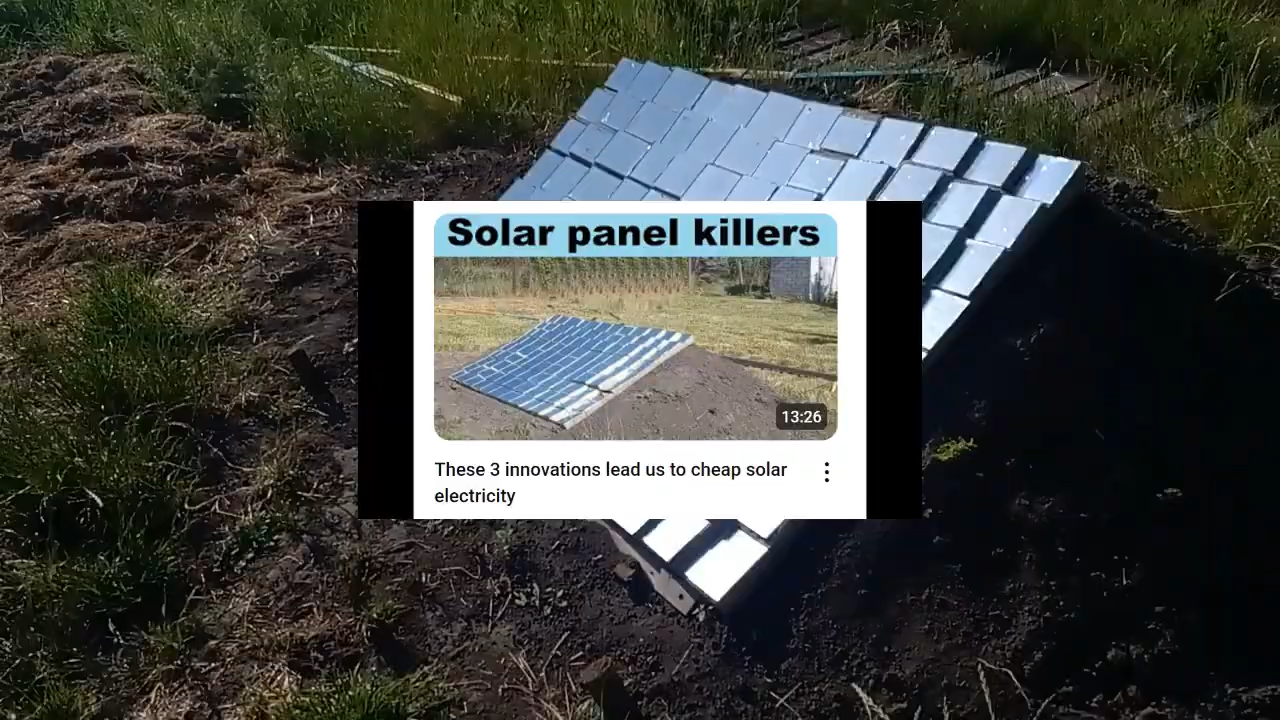 Solar panel killers
13:26
These 3 innovations lead us to cheap solar
electricity